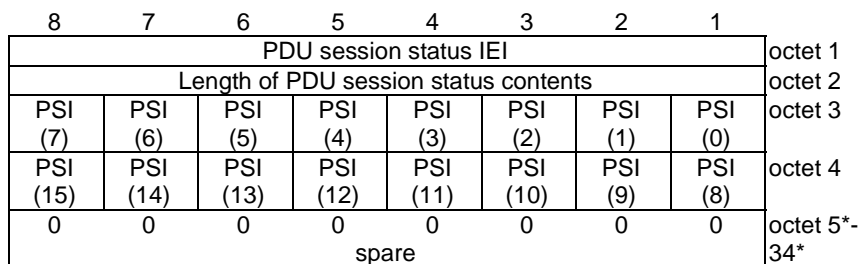 8 7 6 5 4 3 2 1
PDU session status IEI octet 1
Length of PDU session status contents octet 2
PSI PSI PSI PSI PSI PSI PSI PSI octet 3
(7) (6) (5) (4) (3) (2) (1) (0)
PSI PSI PSI PSI PSI PSI PSI PSI octet 4
(15) (14) (13) (12) (11) (10) (9) (8)
0 0 0 0 0 0 0 0 octet 5*-
spare 34*